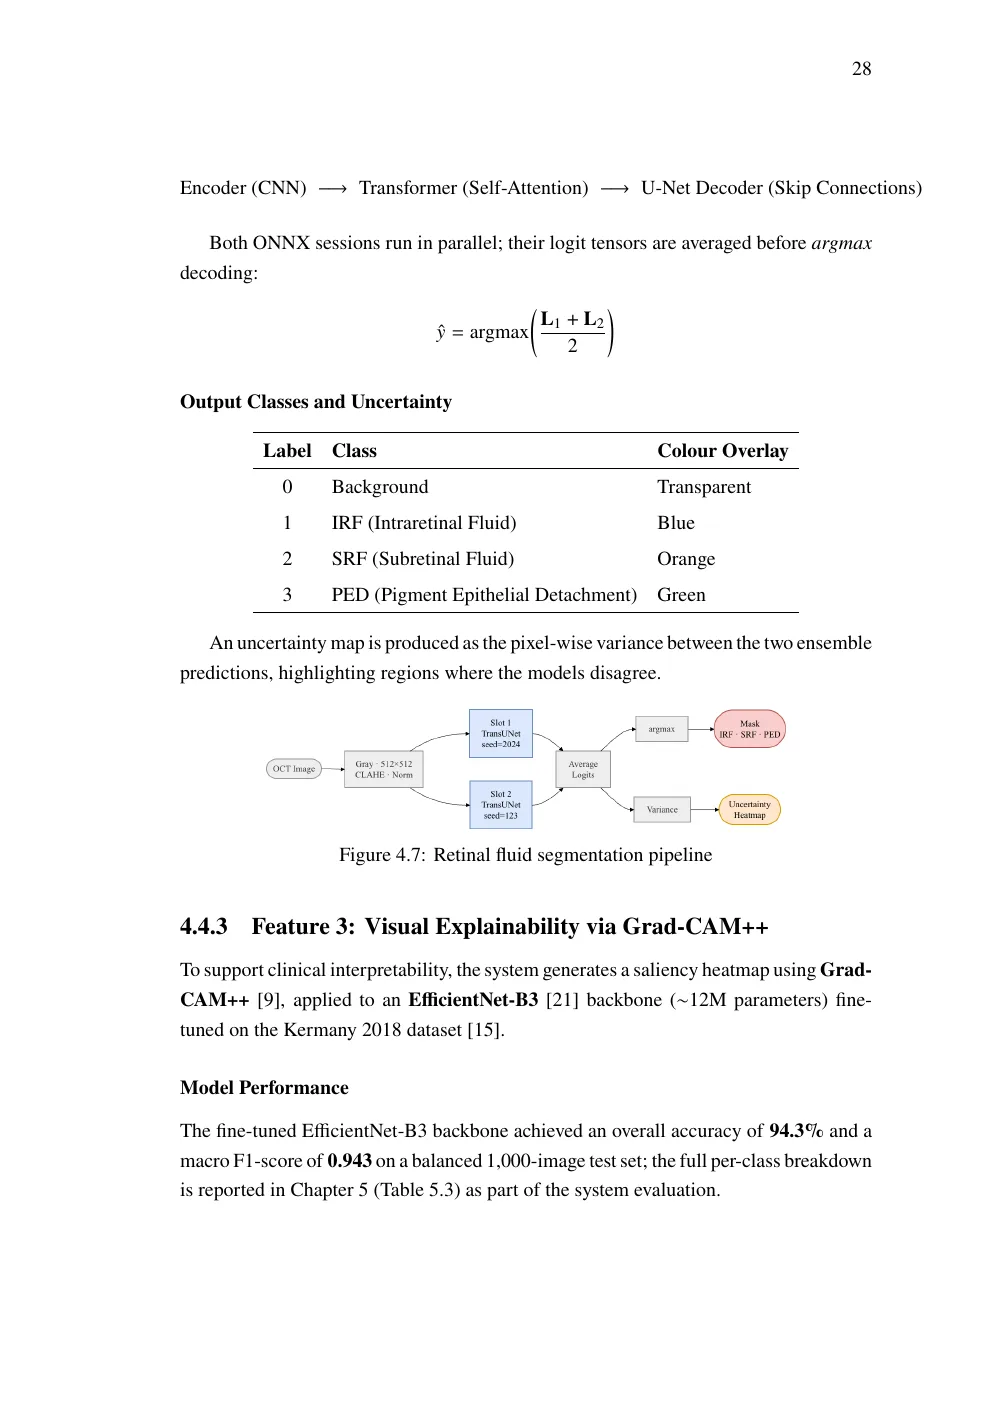 28
Encoder (CNN) ⟶ Transformer (Self-Attention) ⟶ U-Net Decoder (Skip Connections)
Both ONNX sessions run in parallel; their logit tensors are averaged before argmax
decoding:
ŷ = argmax((L₁ + L₂)/2)
Output Classes and Uncertainty
Label Class Colour Overlay
0 Background Transparent
1 IRF (Intraretinal Fluid) Blue
2 SRF (Subretinal Fluid) Orange
3 PED (Pigment Epithelial Detachment) Green
An uncertainty map is produced as the pixel-wise variance between the two ensemble
predictions, highlighting regions where the models disagree.
OCT Image
Gray · 512×512
CLAHE · Norm
Slot 1
TransUNet
seed=2024
Slot 2
TransUNet
seed=123
Average
Logits
argmax
Mask
IRF · SRF · PED
Variance
Uncertainty
Heatmap
Figure 4.7: Retinal fluid segmentation pipeline
4.4.3 Feature 3: Visual Explainability via Grad-CAM++
To support clinical interpretability, the system generates a saliency heatmap using Grad-
CAM++ [9], applied to an EfficientNet-B3 [21] backbone (∼12M parameters) fine-
tuned on the Kermany 2018 dataset [15].
Model Performance
The fine-tuned EfficientNet-B3 backbone achieved an overall accuracy of 94.3% and a
macro F1-score of 0.943 on a balanced 1,000-image test set; the full per-class breakdown
is reported in Chapter 5 (Table 5.3) as part of the system evaluation.